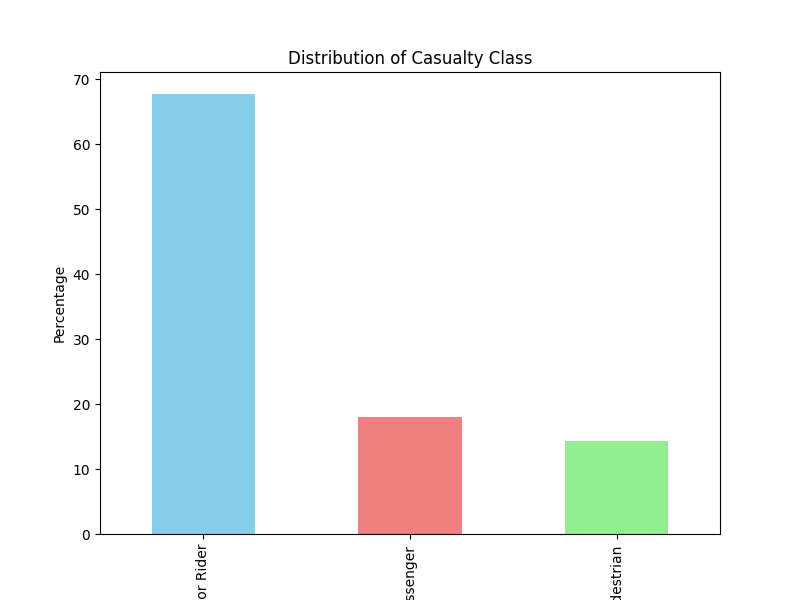 Distribution of Casualty Class
Percentage
70
60
50
40
30
20
10
0
or Rider
ssenger
destrian